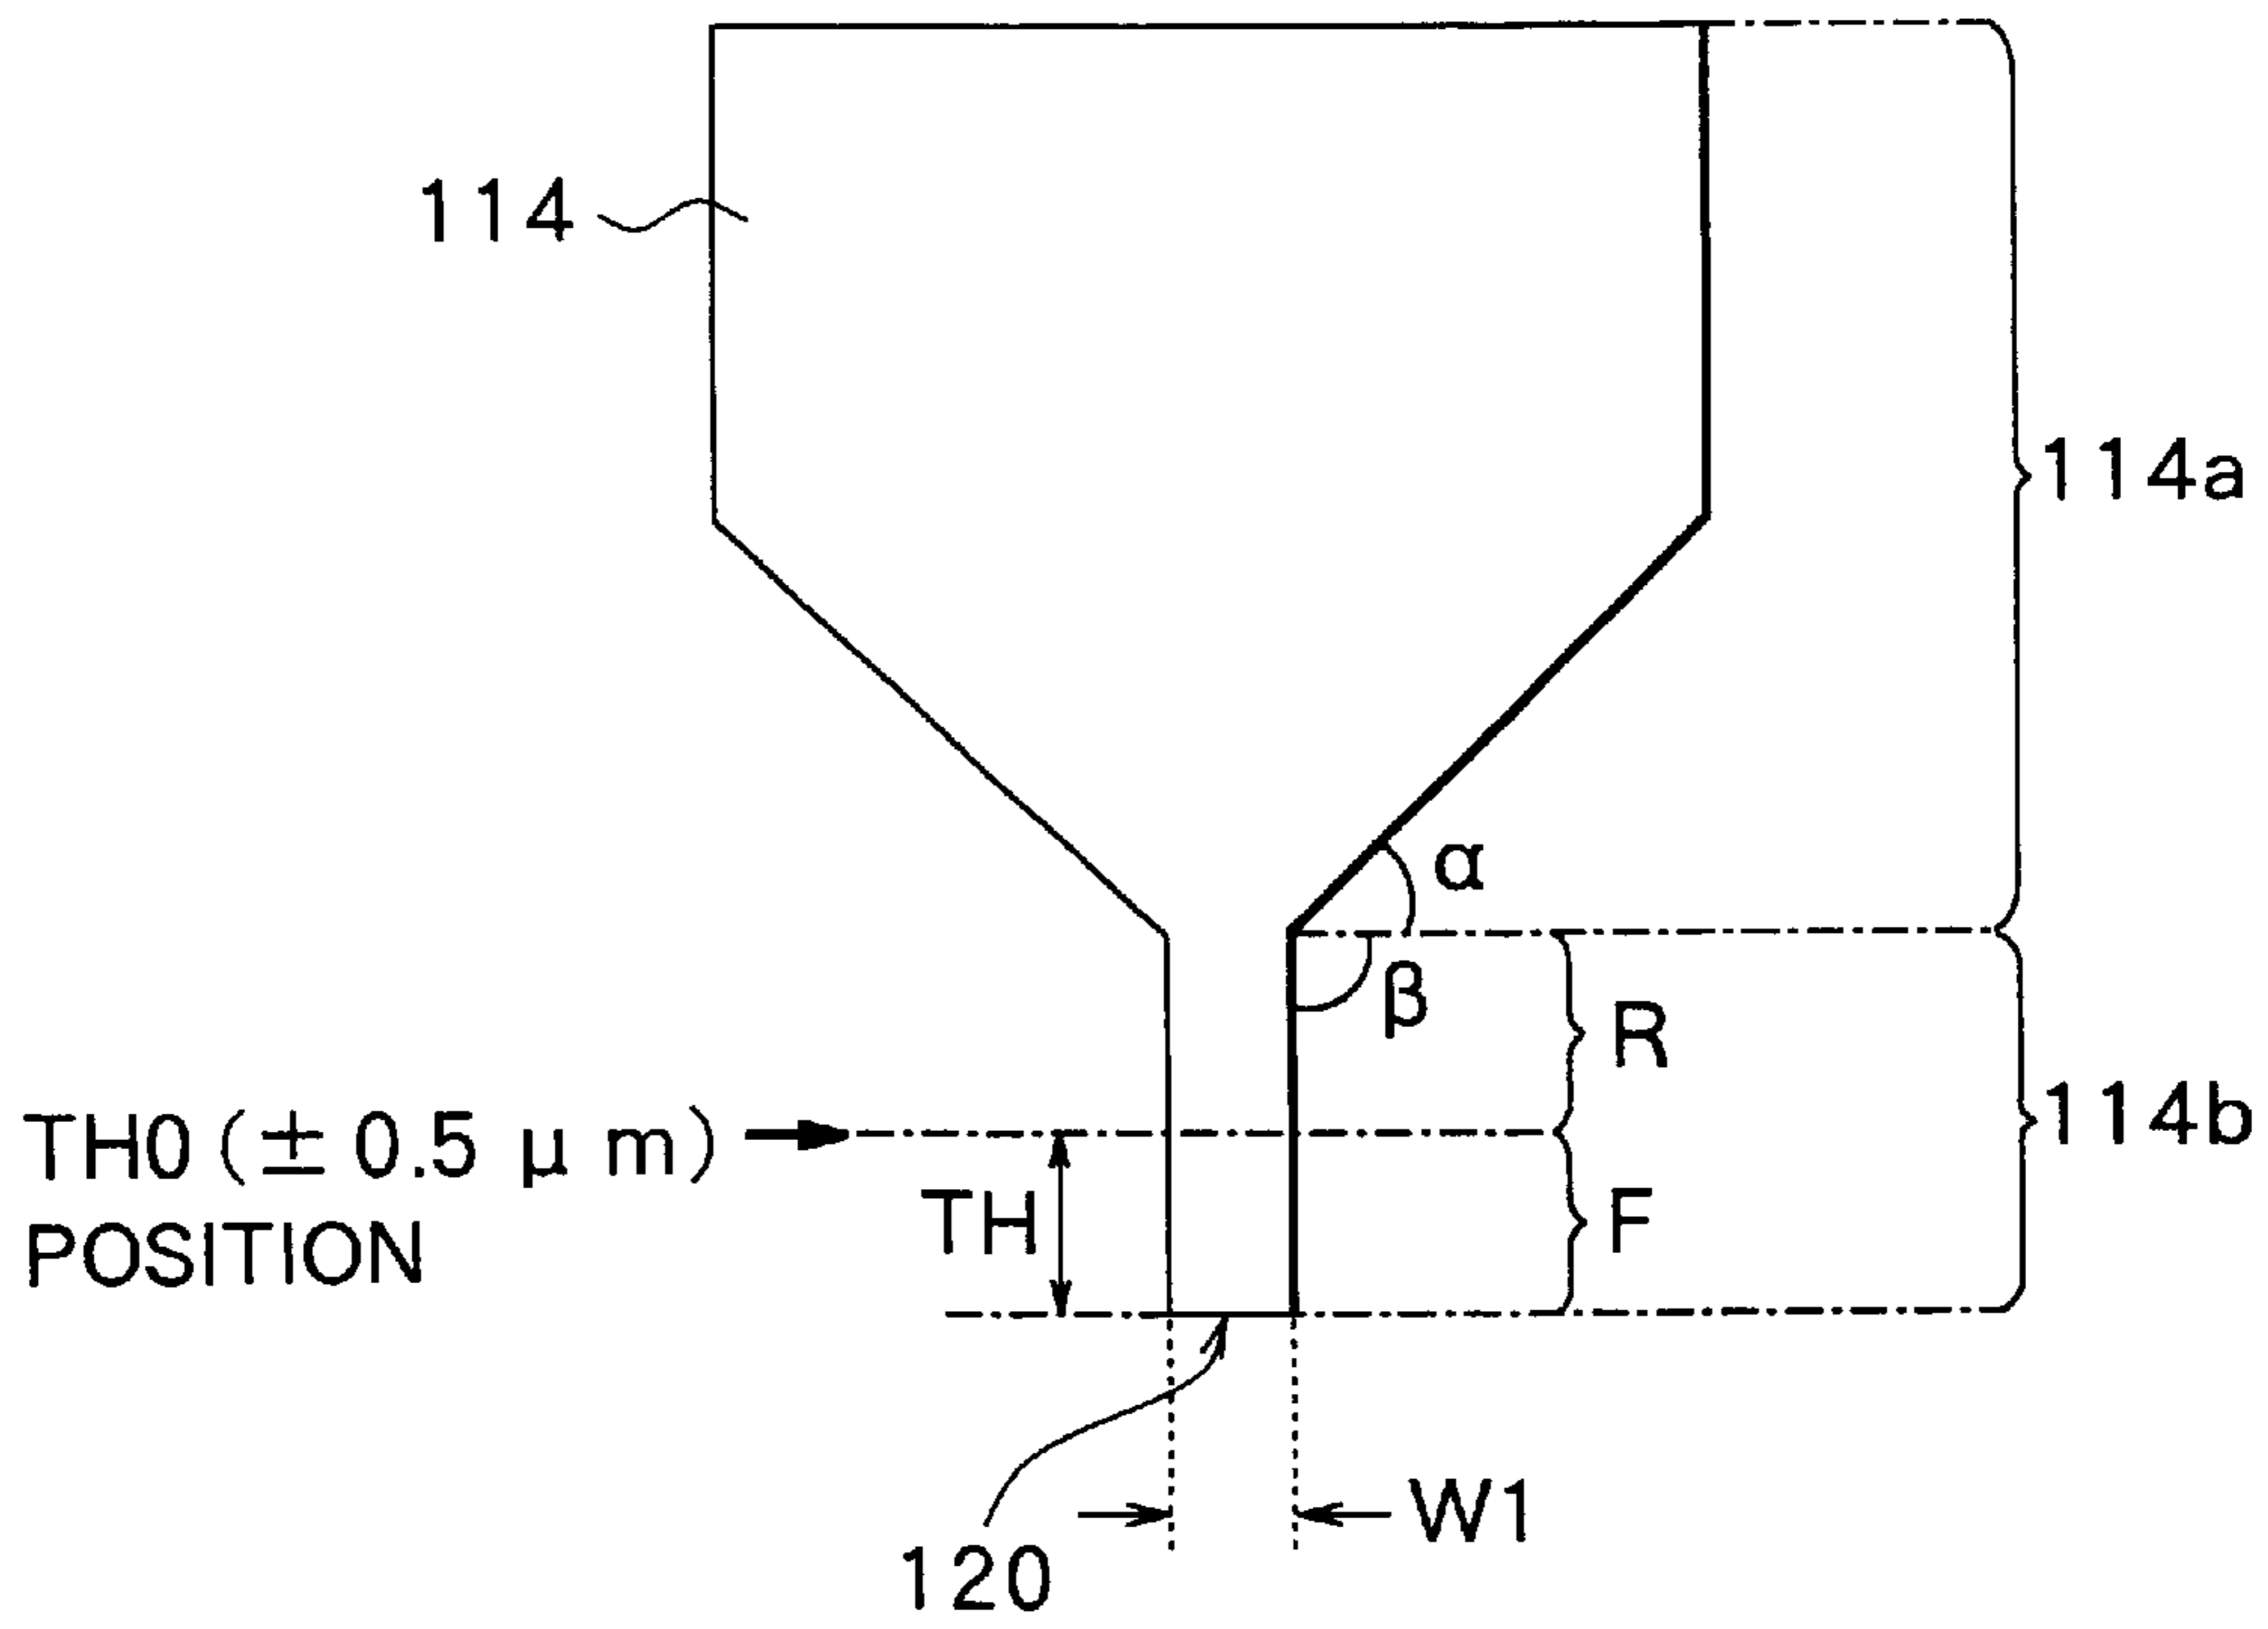 114
114a
α
β
R
TH0 (± 0.5 μ m)
POSITION
114b
TH
F
W1
120